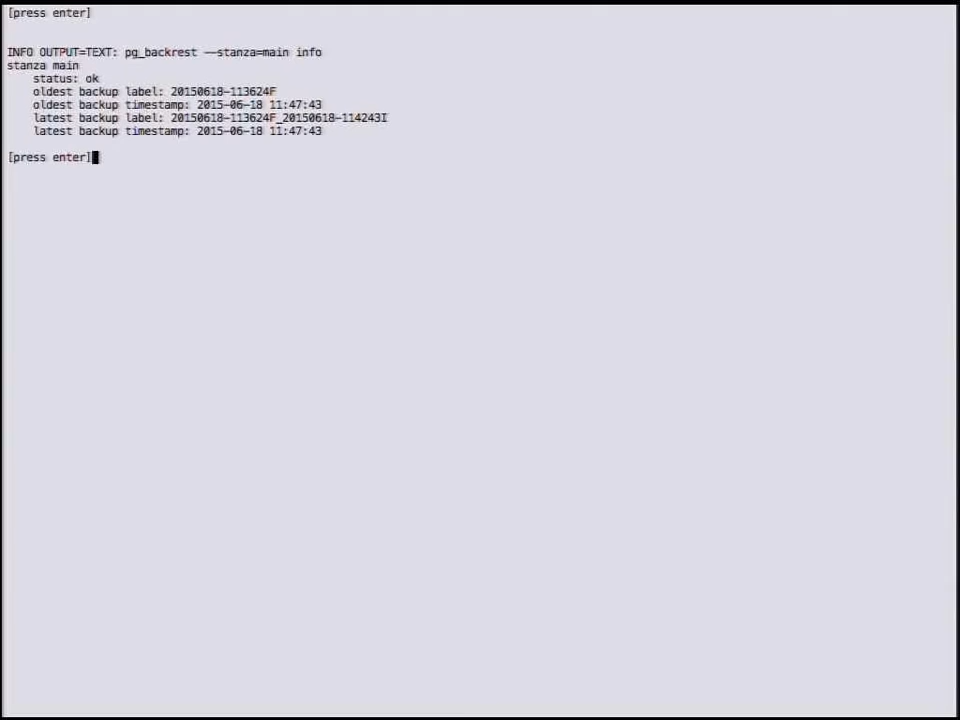 [press enter]
INFO OUTPUT=TEXT: pg_backrest --stanza=main info
stanza main
status: ok
oldest backup label: 20150618-113624F
oldest backup timestamp: 2015-06-18 11:47:43
latest backup label: 20150618-113624F_20150618-114243I
latest backup timestamp: 2015-06-18 11:47:43
[press enter]